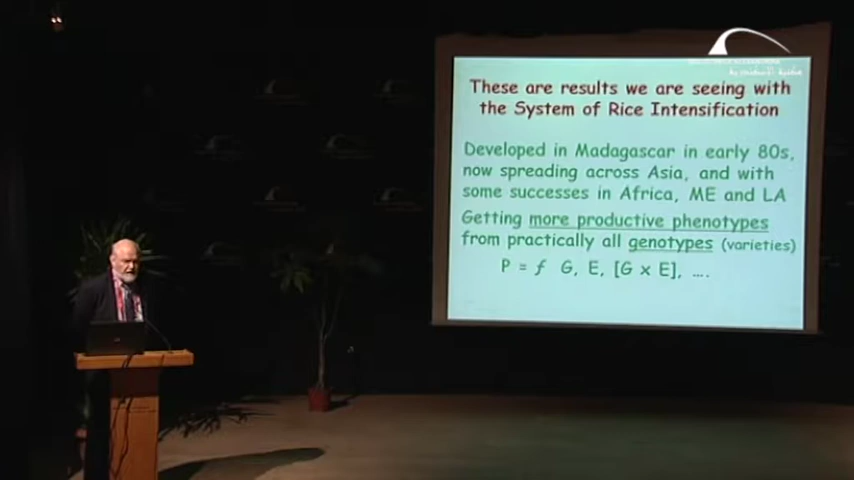 These are results we are seeing with
the System of Rice Intensification
Developed in Madagascar in early 80s,
now spreading across Asia, and with
some successes in Africa, ME and LA
Getting more productive phenotypes
from practically all genotypes (varieties)
P = ƒ G, E, [G x E], ....